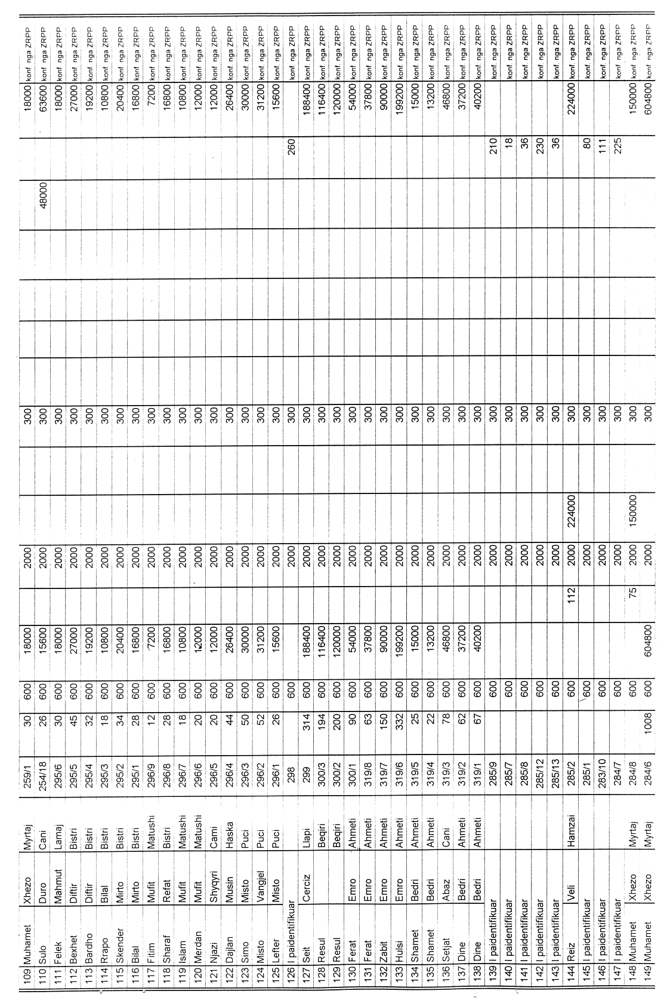 109 Muhamet Xhezo Myrtaj 259/1 30 600 18000 2000 300 18000 konf. nga ZRPP
110 Sulo Duro Cani 254/18 26 600 15600 2000 300 48000 63600 konf. nga ZRPP
111 Felek Mahmut Lamaj 295/6 30 600 18000 2000 300 18000 konf. nga ZRPP
112 Bexhet Diftir Bistri 295/5 45 600 27000 2000 300 27000 konf. nga ZRPP
113 Bardho Diftir Bistri 295/4 32 600 19200 2000 300 19200 konf. nga ZRPP
114 Rrapo Bilal Bistri 295/3 18 600 10800 2000 300 10800 konf. nga ZRPP
115 Skender Mirto Bistri 295/2 34 600 20400 2000 300 20400 konf. nga ZRPP
116 Bilal Mirto Bistri 295/1 28 600 16800 2000 300 16800 konf. nga ZRPP
117 Fitim Mufit Matushi 296/9 12 600 7200 2000 300 7200 konf. nga ZRPP
118 Sharaf Refat Bistri 296/8 28 600 16800 2000 300 16800 konf. nga ZRPP
119 Islam Mufit Matushi 296/7 18 600 10800 2000 300 10800 konf. nga ZRPP
120 Merdan Mufit Matushi 296/6 20 600 12000 2000 300 12000 konf. nga ZRPP
121 Njazi Shyqyri Cami 296/5 20 600 12000 2000 300 12000 konf. nga ZRPP
122 Dajlan Musin Haska 296/4 44 600 26400 2000 300 26400 konf. nga ZRPP
123 Simo Misto Puci 296/3 50 600 30000 2000 300 30000 konf. nga ZRPP
124 Misto Vangjel Puci 296/2 52 600 31200 2000 300 31200 konf. nga ZRPP
125 Lefter Misto Puci 296/1 26 600 15600 2000 300 15600 konf. nga ZRPP
126 I paidentifikuar 298 600 2000 300 260 konf. nga ZRPP
127 Seit Cerciz Llapi 299 314 600 188400 2000 300 188400 konf. nga ZRPP
128 Resul Beqiri 300/3 194 600 116400 2000 300 116400 konf. nga ZRPP
129 Resul Beqiri 300/2 200 600 120000 2000 300 120000 konf. nga ZRPP
130 Ferat Emro Ahmeti 300/1 90 600 54000 2000 300 54000 konf. nga ZRPP
131 Ferat Emro Ahmeti 319/8 63 600 37800 2000 300 37800 konf. nga ZRPP
132 Zabit Emro Ahmeti 319/7 150 600 90000 2000 300 90000 konf. nga ZRPP
133 Hulsi Emro Ahmeti 319/6 332 600 199200 2000 300 199200 konf. nga ZRPP
134 Shamet Bedri Ahmeti 319/5 25 600 15000 2000 300 15000 konf. nga ZRPP
135 Shamet Bedri Ahmeti 319/4 22 600 13200 2000 300 13200 konf. nga ZRPP
136 Setjat Abaz Cani 319/3 78 600 46800 2000 300 46800 konf. nga ZRPP
137 Dine Bedri Ahmeti 319/2 62 600 37200 2000 300 37200 konf. nga ZRPP
138 Dine Bedri Ahmeti 319/1 67 600 40200 2000 300 40200 konf. nga ZRPP
139 I paidentifikuar 285/9 600 2000 300 210 konf. nga ZRPP
140 I paidentifikuar 285/7 600 2000 300 18 konf. nga ZRPP
141 I paidentifikuar 285/8 600 2000 300 36 konf. nga ZRPP
142 I paidentifikuar 285/12 600 2000 300 230 konf. nga ZRPP
143 I paidentifikuar 285/13 600 2000 300 36 konf. nga ZRPP
144 Reiz Veli Hamzai 285/2 600 112 2000 224000 300 224000 konf. nga ZRPP
145 I paidentifikuar 285/1 600 2000 300 80 konf. nga ZRPP
146 I paidentifikuar 283/10 600 2000 300 111 konf. nga ZRPP
147 I paidentifikuar 284/7 600 2000 300 225 konf. nga ZRPP
148 Muhamet Xhezo Myrtaj 284/8 600 75 2000 150000 300 150000 konf. nga ZRPP
149 Muhamet Xhezo Myrtaj 284/6 1008 600 604800 2000 300 604800 konf. nga ZRPP